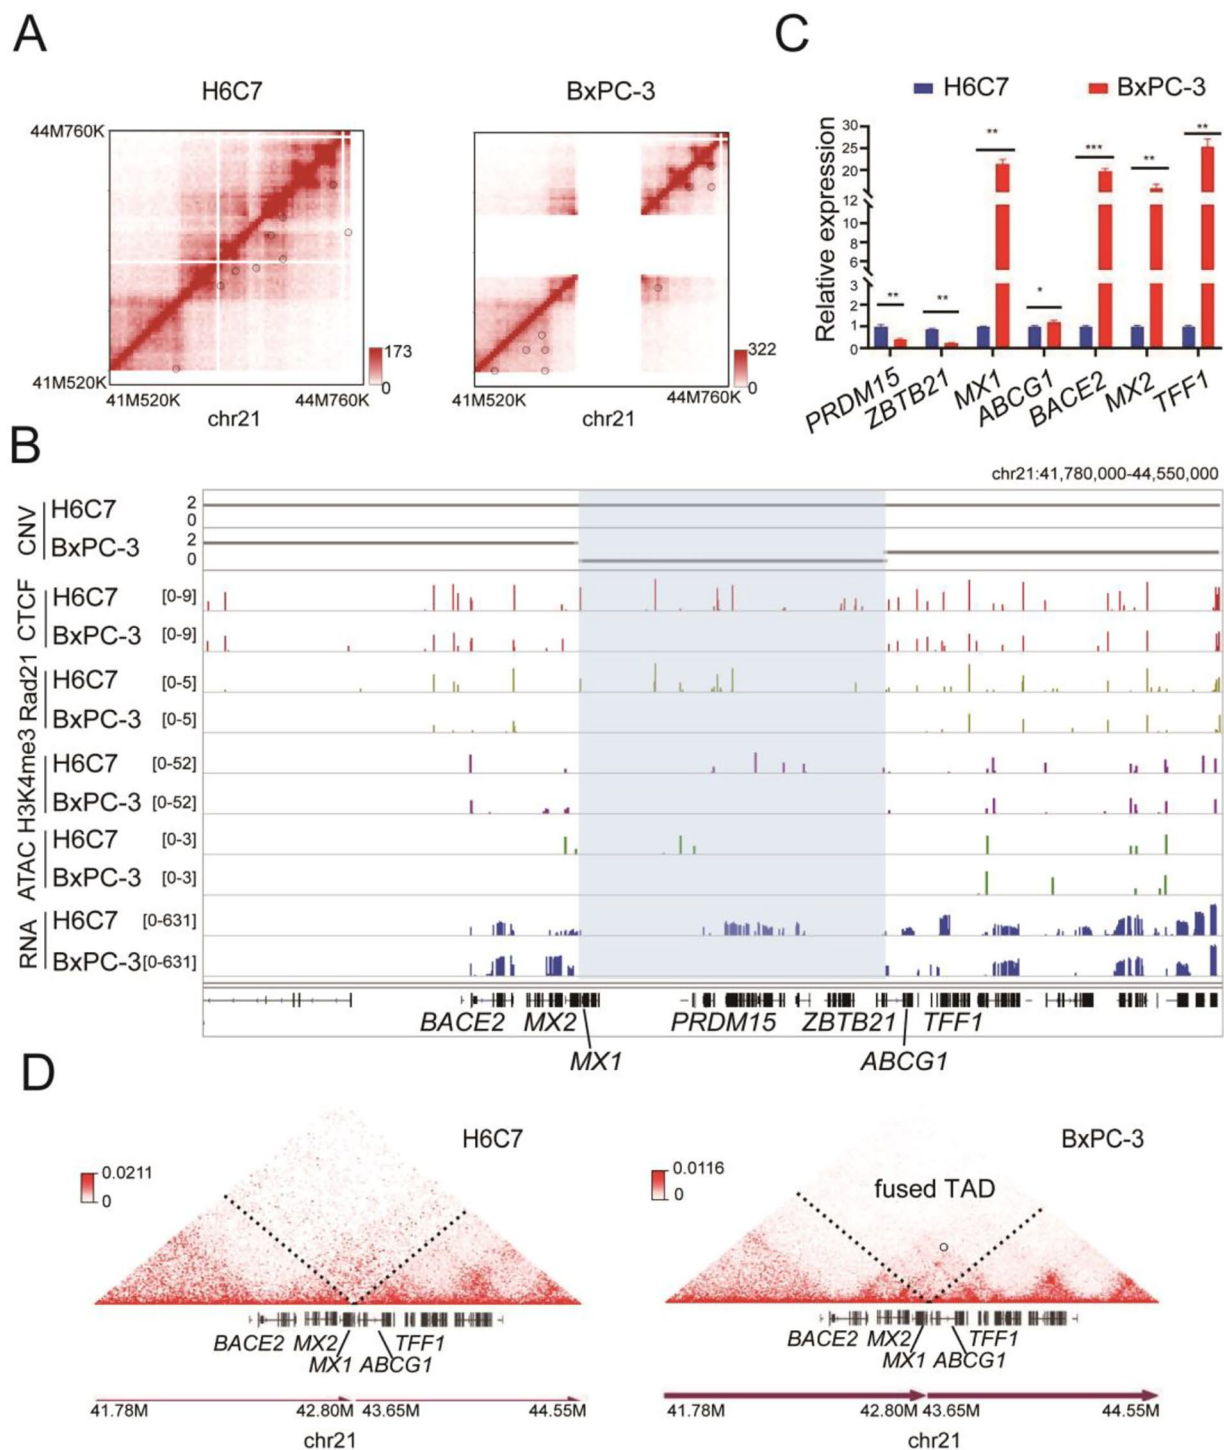 A
H6C7
BxPC-3
44M760K
41M520K
41M520K
44M760K
chr21
173
0
41M520K
44M760K
chr21
322
0
C
H6C7
BxPC-3
Relative expression
30
25
20
12
10
8
6
3
2
1
0
**
**
**
*
***
**
**
PRDM15
ZBTB21
MX1
ABCG1
BACE2
MX2
TFF1
B
chr21:41,780,000-44,550,000
CNV
H6C7
2
0
BxPC-3
2
0
CTCF
H6C7 [0-9]
BxPC-3 [0-9]
Rad21
H6C7 [0-5]
BxPC-3 [0-5]
H3K4me3
H6C7 [0-52]
BxPC-3 [0-52]
ATAC
H6C7 [0-3]
BxPC-3 [0-3]
RNA
H6C7 [0-631]
BxPC-3 [0-631]
BACE2 MX2 PRDM15 ZBTB21 TFF1
MX1 ABCG1
D
H6C7
0.0211
0
BACE2 MX2 TFF1
MX1 ABCG1
41.78M 42.80M 43.65M 44.55M
chr21
BxPC-3
0.0116
0
fused TAD
BACE2 MX2 TFF1
MX1 ABCG1
41.78M 42.80M 43.65M 44.55M
chr21